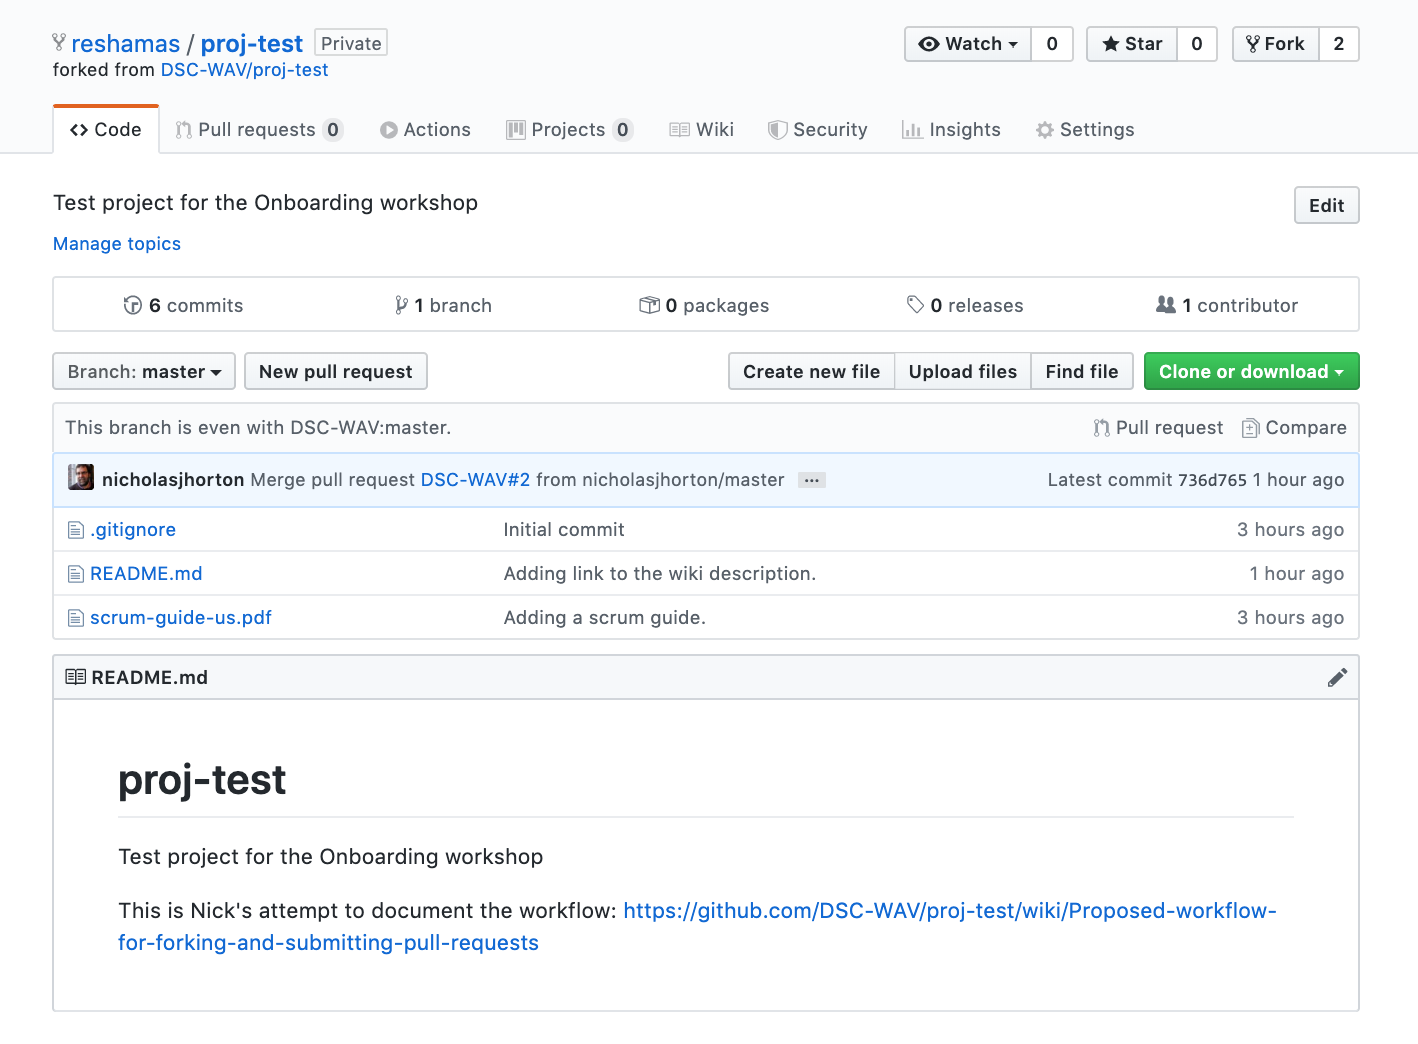 reshamas / proj-test Private
Watch 0 Star 0 Fork 2
forked from DSC-WAV/proj-test
Code Pull requests 0 Actions Projects 0 Wiki Security Insights Settings
Test project for the Onboarding workshop
Edit
Manage topics
6 commits 1 branch 0 packages 0 releases 1 contributor
Branch: master New pull request Create new file Upload files Find file Clone or download
This branch is even with DSC-WAV:master. Pull request Compare
nicholasjhorton Merge pull request DSC-WAV#2 from nicholasjhorton/master ... Latest commit 736d765 1 hour ago
.gitignore Initial commit 3 hours ago
README.md Adding link to the wiki description. 1 hour ago
scrum-guide-us.pdf Adding a scrum guide. 3 hours ago
README.md
proj-test
Test project for the Onboarding workshop
This is Nick's attempt to document the workflow: https://github.com/DSC-WAV/proj-test/wiki/Proposed-workflow-
for-forking-and-submitting-pull-requests